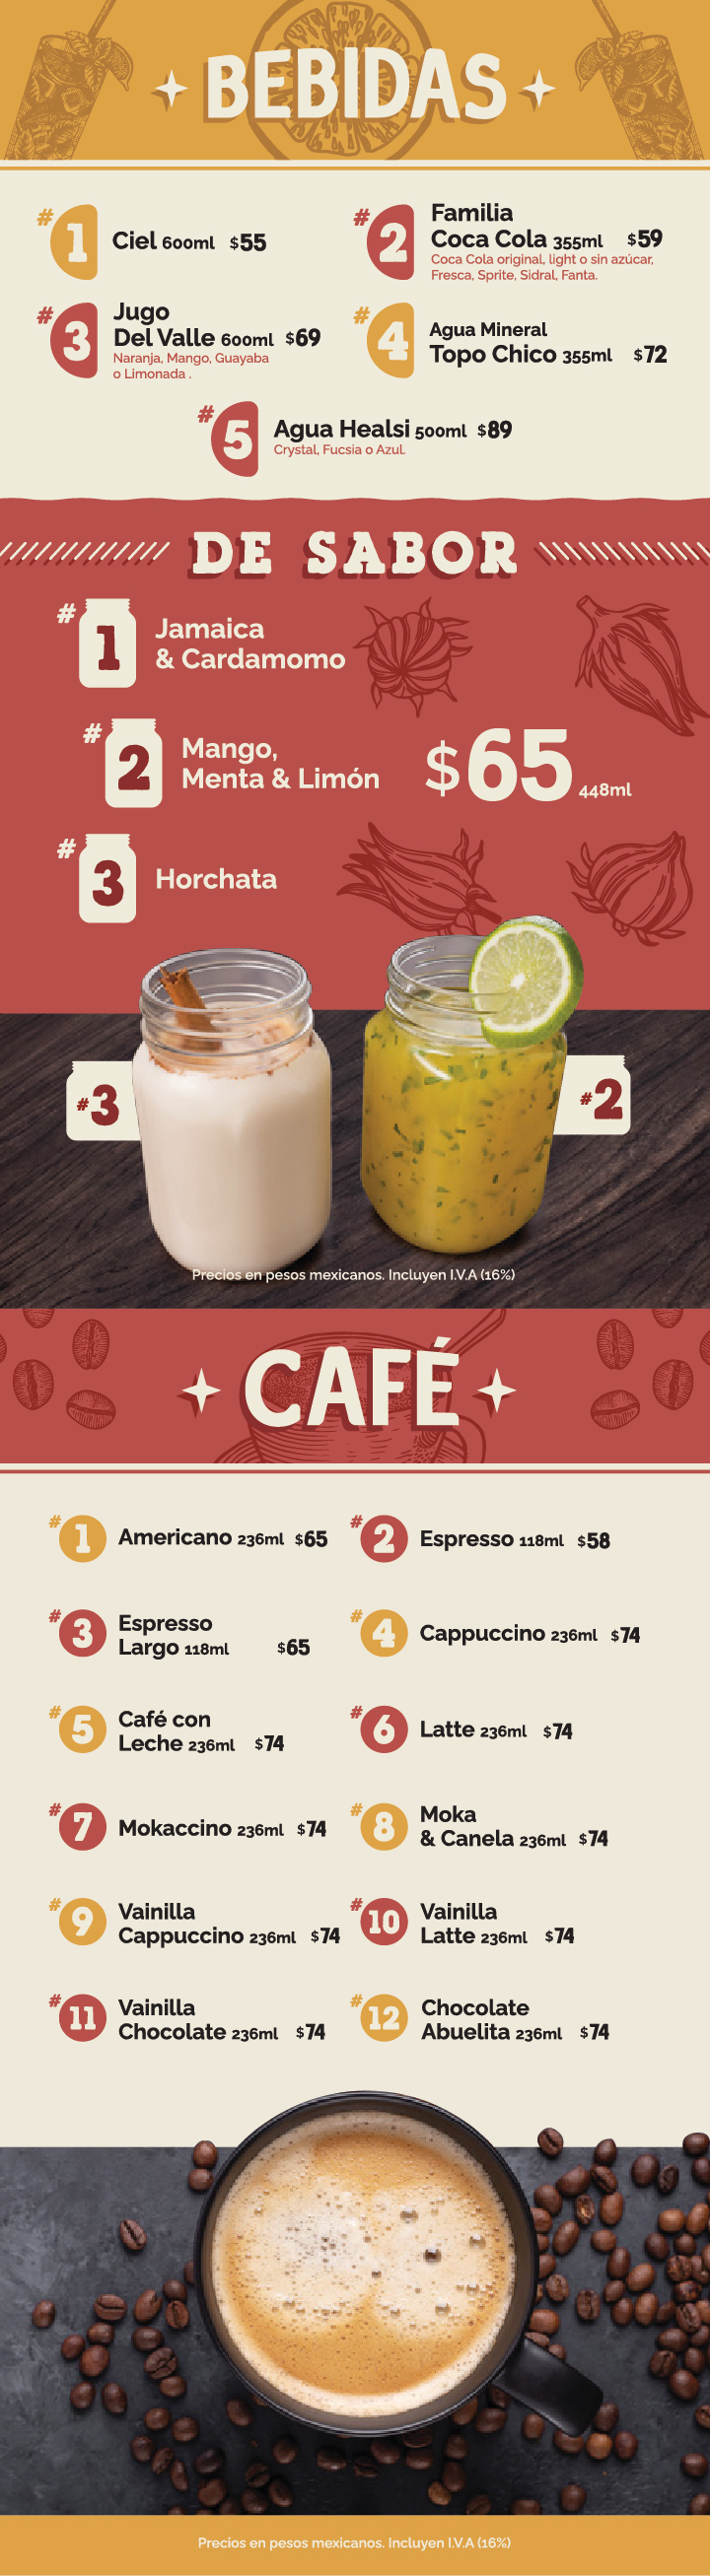 BEBIDAS
#1 Ciel 600ml $55
#2 Familia
Coca Cola 355ml $59
Coca Cola original, light o sin azúcar,
Fresca, Sprite, Sidral, Fanta.
#3 Jugo
Del Valle 600ml $69
Naranja, Mango, Guayaba
o Limonada .
#4 Agua Mineral
Topo Chico 355ml $72
#5 Agua Healsi 500ml $89
Crystal, Fucsia o Azul.
DE SABOR
#1 Jamaica
& Cardamomo
#2 Mango,
Menta & Limón
$65 448ml
#3 Horchata
#3
#2
Precios en pesos mexicanos. Incluyen I.V.A (16%)
CAFÉ
#1 Americano 236ml $65
#2 Espresso 118ml $58
#3 Espresso
Largo 118ml $65
#4 Cappuccino 236ml $74
#5 Café con
Leche 236ml $74
#6 Latte 236ml $74
#7 Mokaccino 236ml $74
#8 Moka
& Canela 236ml $74
#9 Vainilla
Cappuccino 236ml $74
#10 Vainilla
Latte 236ml $74
#11 Vainilla
Chocolate 236ml $74
#12 Chocolate
Abuelita 236ml $74
Precios en pesos mexicanos. Incluyen I.V.A (16%)